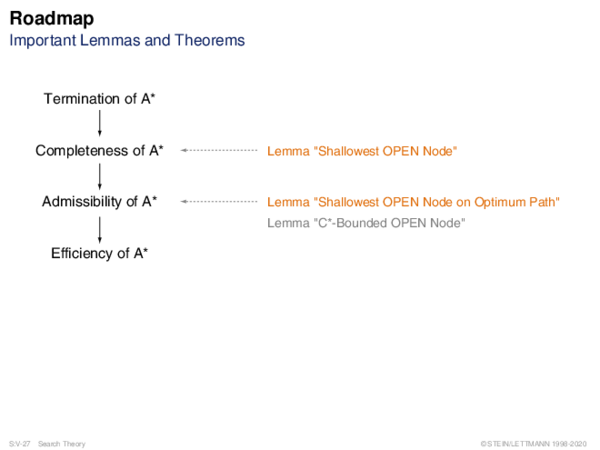 Roadmap
Important Lemmas and Theorems
Termination of A*
Completeness of A*
Lemma "Shallowest OPEN Node"
Admissibility of A*
Lemma "Shallowest OPEN Node on Optimum Path"
Lemma "C*-Bounded OPEN Node"
Efficiency of A*
S:V-27 Search Theory
© STEIN/LETTMANN 1998-2020